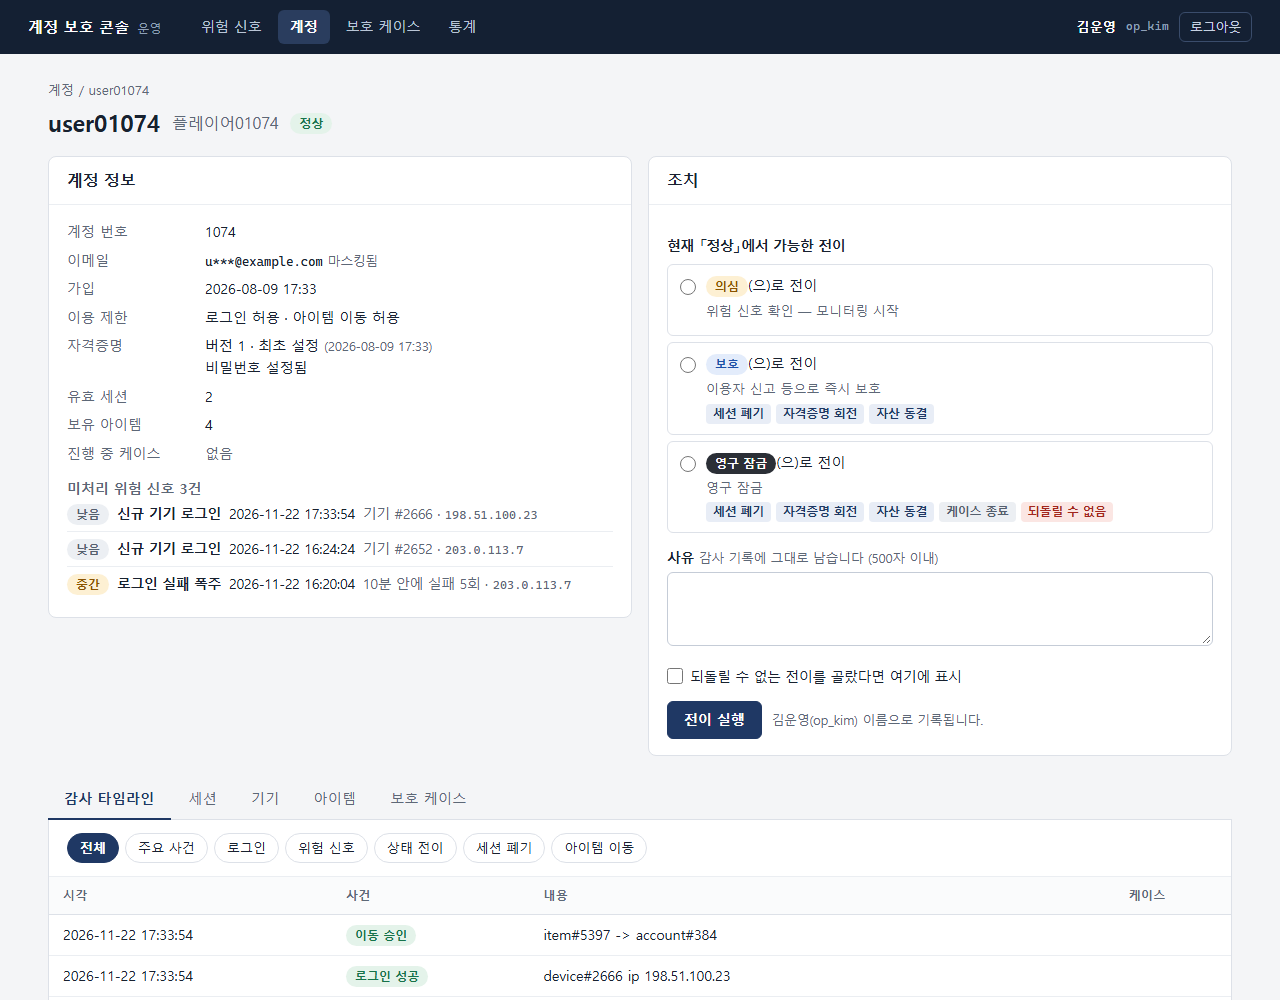 계정 보호 콘솔 운영 위험 신호 계정 보호 케이스 통계 김운영 op_kim 로그아웃
계정 / user01074
user01074 플레이어01074 정상
계정 정보
계정 번호 1074
이메일 u***@example.com 마스킹됨
가입 2026-08-09 17:33
이용 제한 로그인 허용 · 아이템 이동 허용
자격증명 버전 1 · 최초 설정 (2026-08-09 17:33)
비밀번호 설정됨
유효 세션 2
보유 아이템 4
진행 중 케이스 없음
미처리 위험 신호 3건
낮음 신규 기기 로그인 2026-11-22 17:33:54 기기 #2666 · 198.51.100.23
낮음 신규 기기 로그인 2026-11-22 16:24:24 기기 #2652 · 203.0.113.7
중간 로그인 실패 폭주 2026-11-22 16:20:04 10분 안에 실패 5회 · 203.0.113.7
조치
현재 「정상」에서 가능한 전이
의심 (으)로 전이
위험 신호 확인 — 모니터링 시작
보호 (으)로 전이
이용자 신고 등으로 즉시 보호
세션 폐기 자격증명 회전 자산 동결
영구 잠금 (으)로 전이
영구 잠금
세션 폐기 자격증명 회전 자산 동결 케이스 종료 되돌릴 수 없음
사유 감사 기록에 그대로 남습니다 (500자 이내)
되돌릴 수 없는 전이를 골랐다면 여기에 표시
전이 실행 김운영(op_kim) 이름으로 기록됩니다.
감사 타임라인 세션 기기 아이템 보호 케이스
전체 주요 사건 로그인 위험 신호 상태 전이 세션 폐기 아이템 이동
시각 사건 내용 케이스
2026-11-22 17:33:54 이동 승인 item#5397 -> account#384
2026-11-22 17:33:54 로그인 성공 device#2666 ip 198.51.100.23